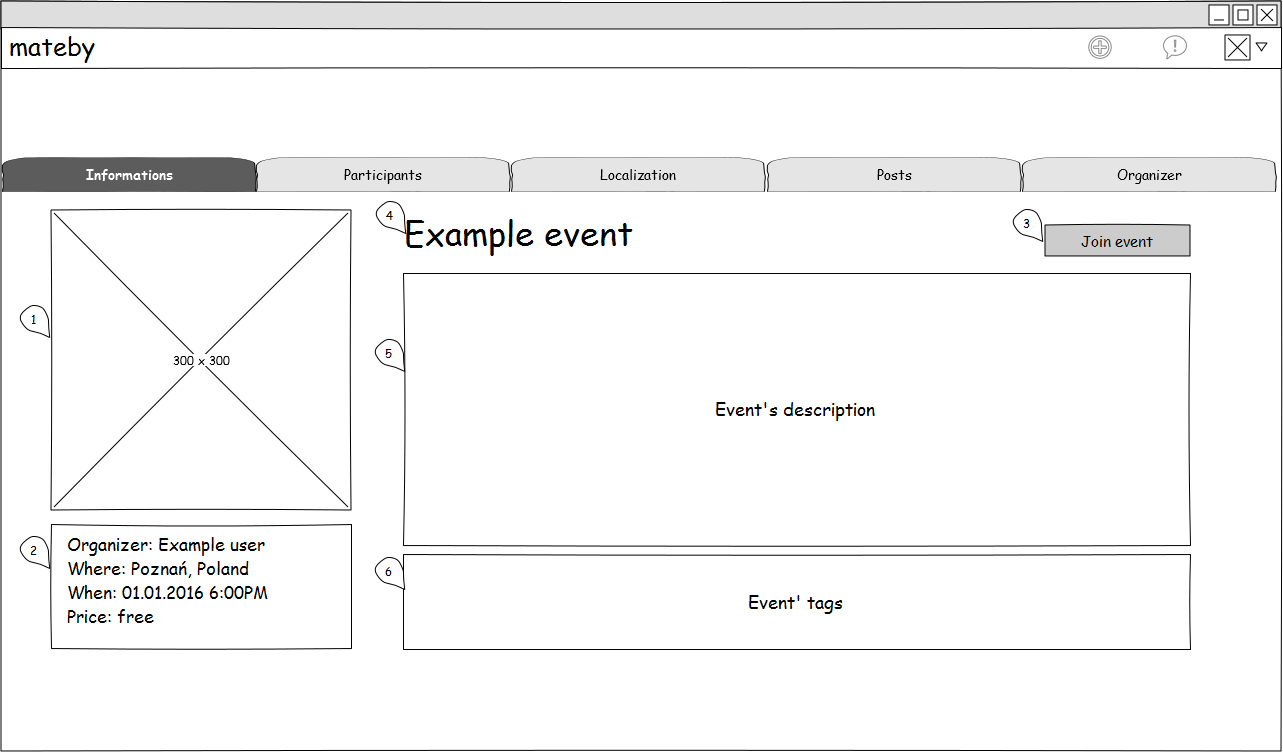 mateby
Informations
Participants
Localization
Posts
Organizer
1
300 x 300
2
Organizer: Example user
Where: Poznań, Poland
When: 01.01.2016 6:00PM
Price: free
4
Example event
3
Join event
5
Event's description
6
Event' tags